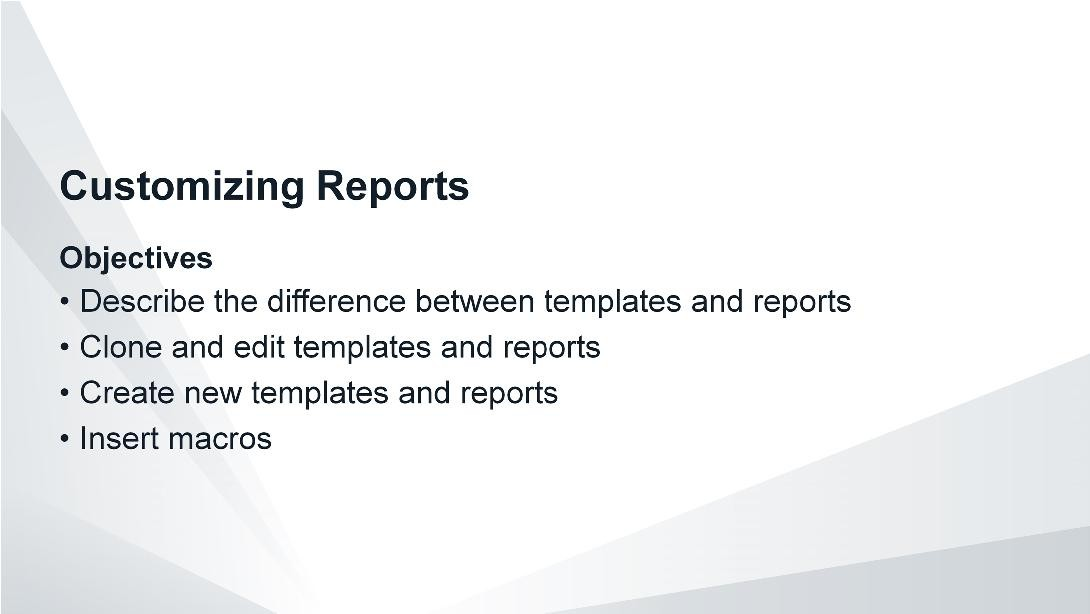 Customizing Reports
Objectives
• Describe the difference between templates and reports
• Clone and edit templates and reports
• Create new templates and reports
• Insert macros